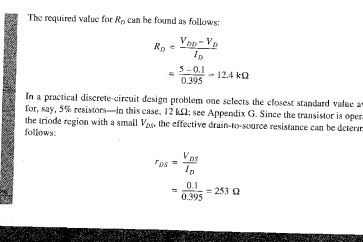 The required value for R_D can be found as follows:
R_D = (V_DD − V_D) / I_D
= (5 − 0.1) / 0.395 = 12.4 kΩ
In a practical discrete-circuit design problem one selects the closest standard value
for, say, 5% resistors—in this case, 12 kΩ; see Appendix G. Since the transistor is
the triode region with a small V_DS, the effective drain-to-source resistance can be
follows:
r_DS = V_DS / I_D
= 0.1 / 0.395 = 253 Ω